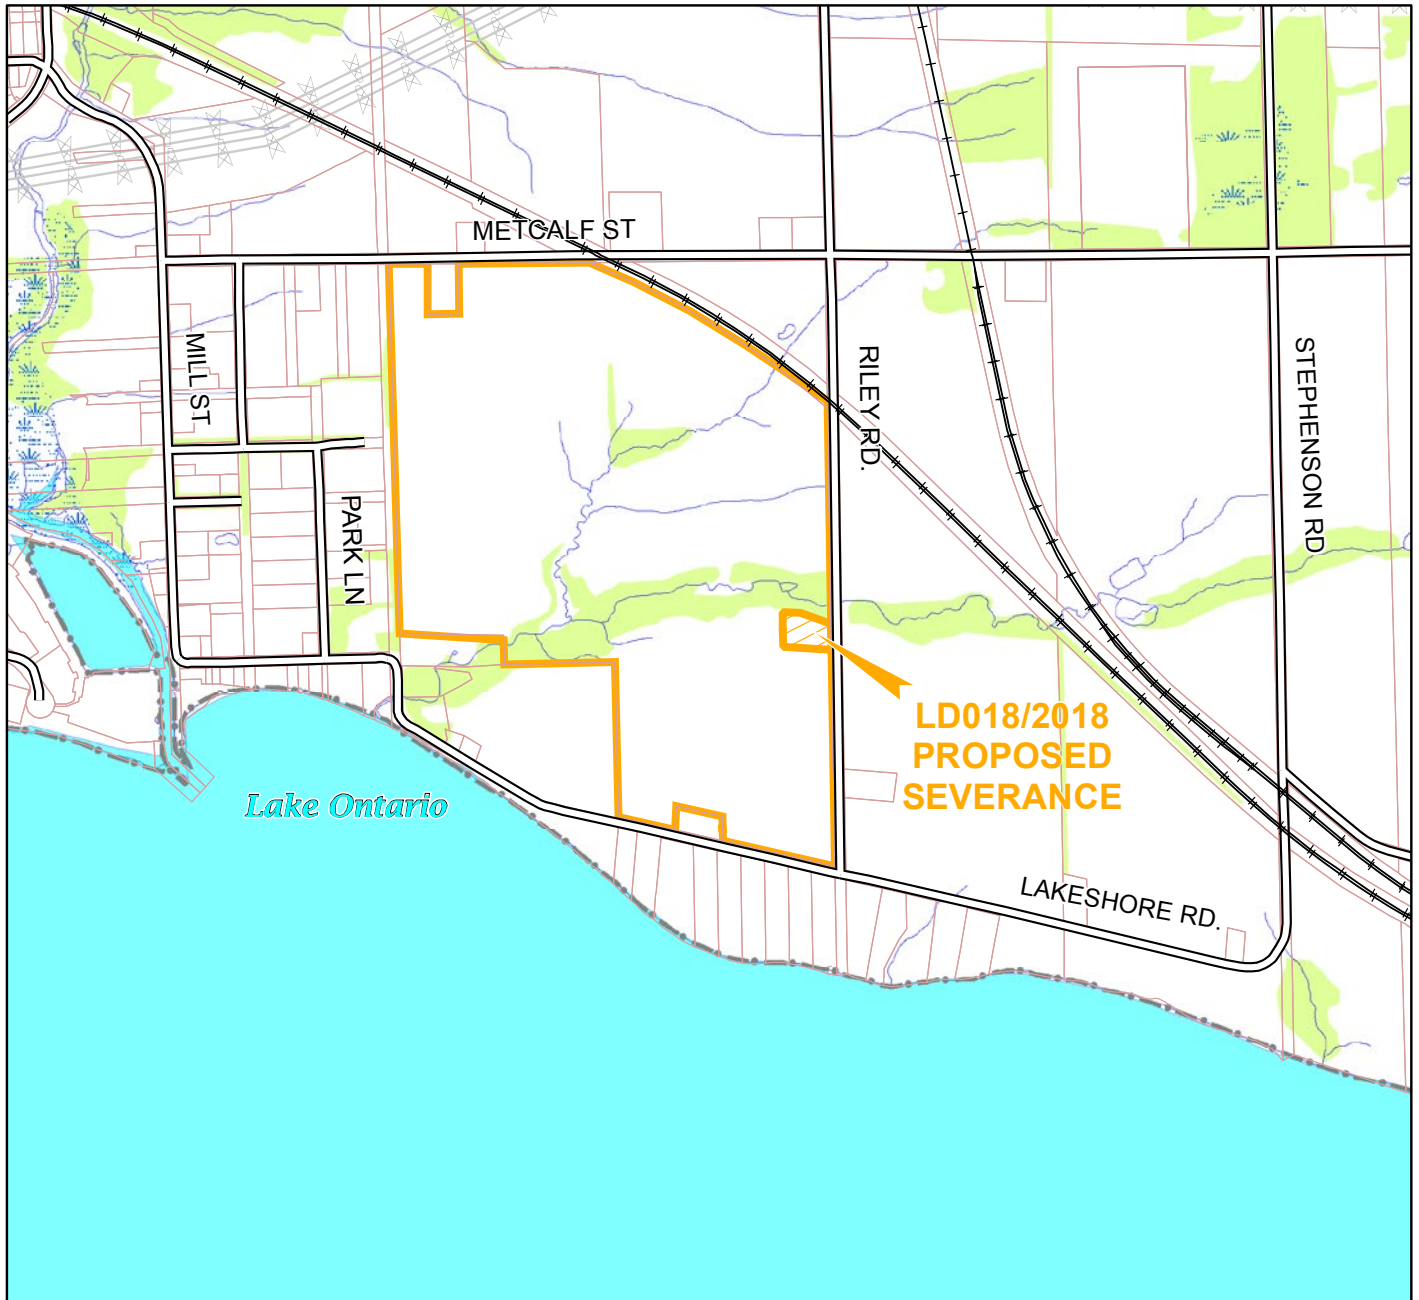 METCALF ST
MILL ST
RILEY RD.
STEPHENSON RD
PARK LN
LD018/2018
PROPOSED
SEVERANCE
Lake Ontario
LAKESHORE RD.